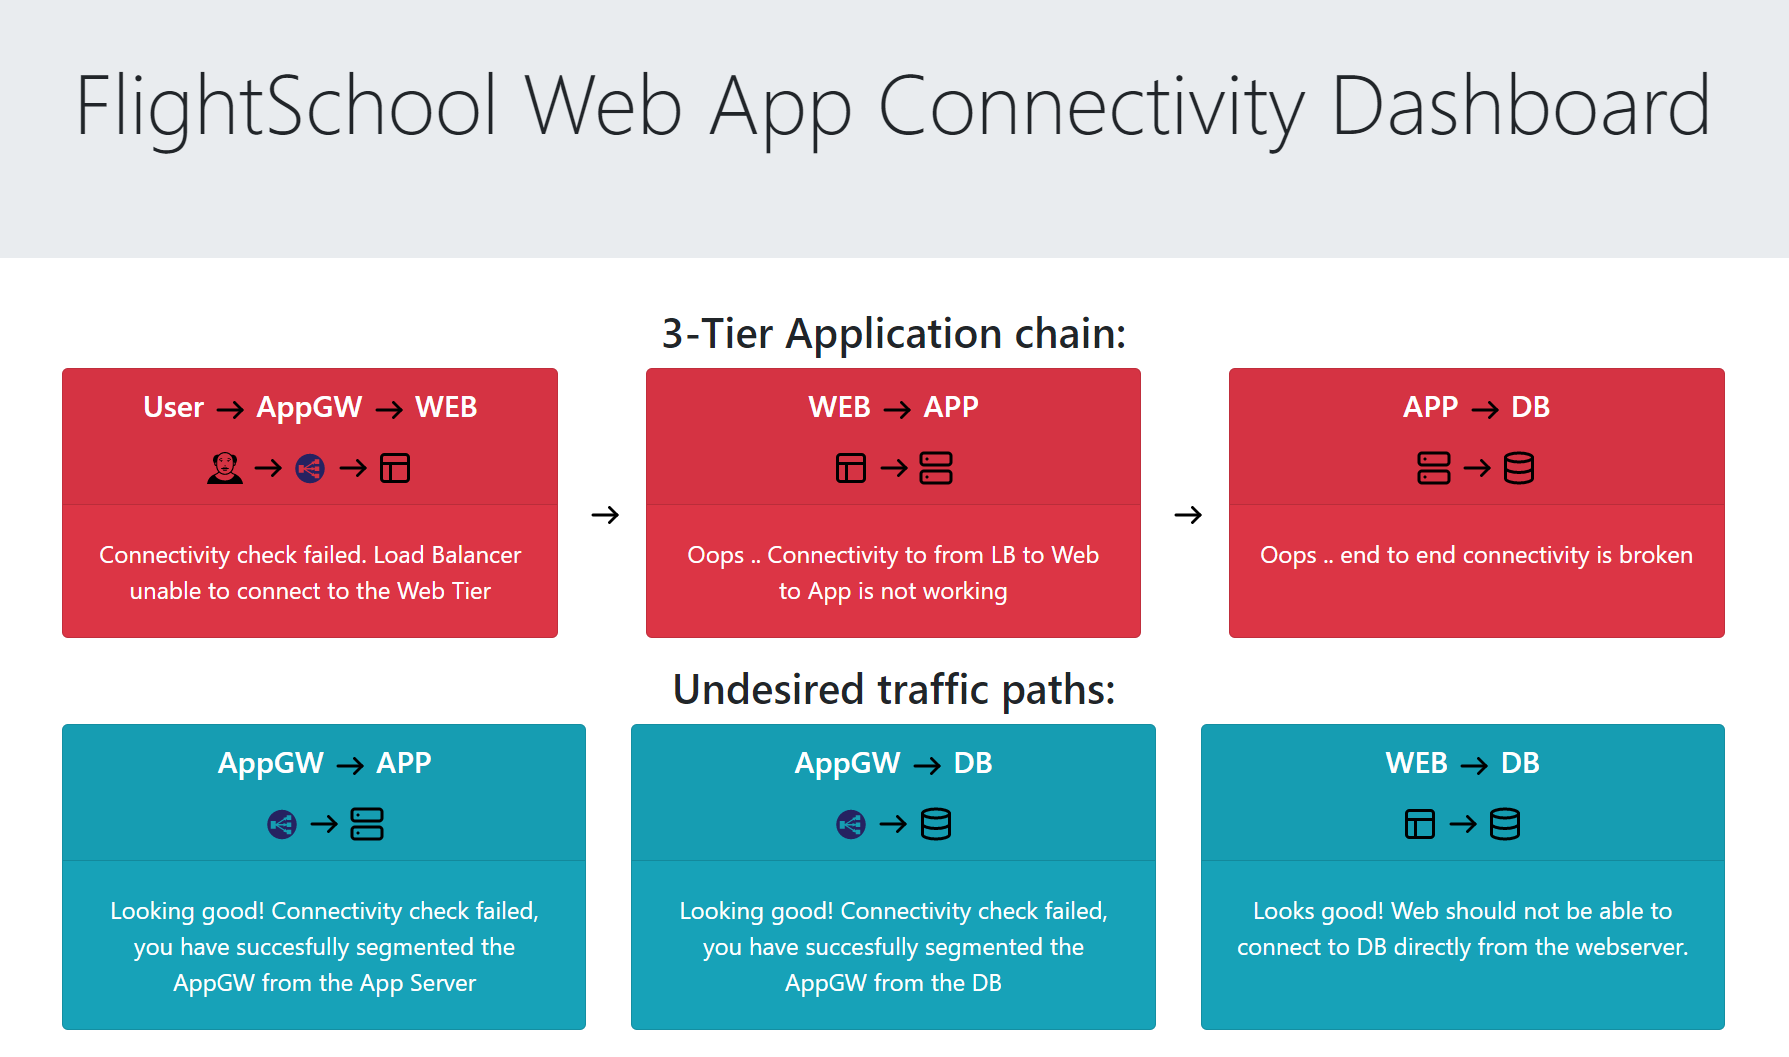 FlightSchool Web App Connectivity Dashboard
3-Tier Application chain:
User → AppGW → WEB
Connectivity check failed. Load Balancer
unable to connect to the Web Tier
WEB → APP
Oops .. Connectivity to from LB to Web
to App is not working
APP → DB
Oops .. end to end connectivity is broken
Undesired traffic paths:
AppGW → APP
Looking good! Connectivity check failed,
you have succesfully segmented the
AppGW from the App Server
AppGW → DB
Looking good! Connectivity check failed,
you have succesfully segmented the
AppGW from the DB
WEB → DB
Looks good! Web should not be able to
connect to DB directly from the webserver.